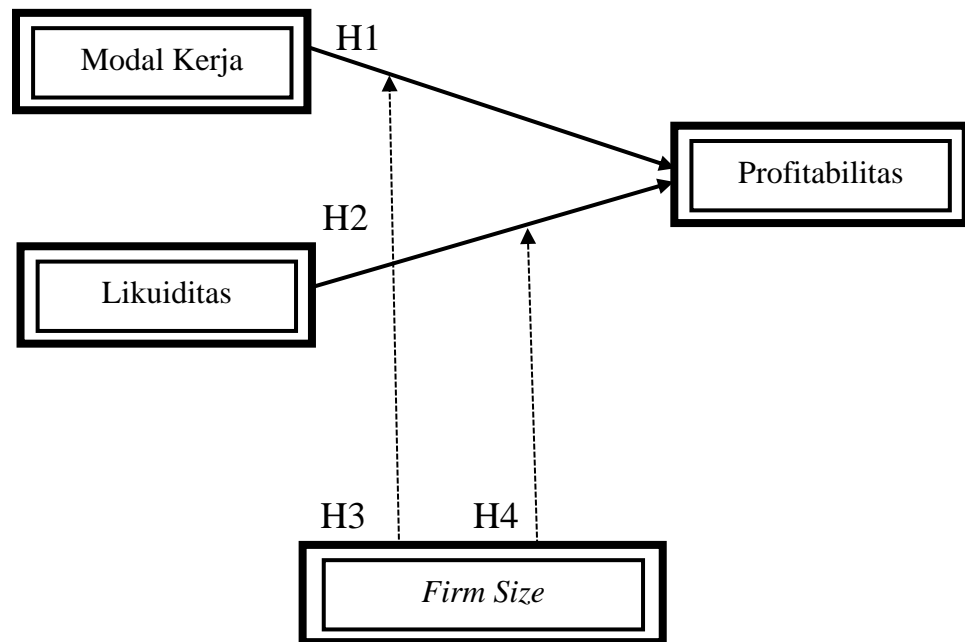 H1
Modal Kerja
Profitabilitas
H2
Likuiditas
H3
H4
Firm Size